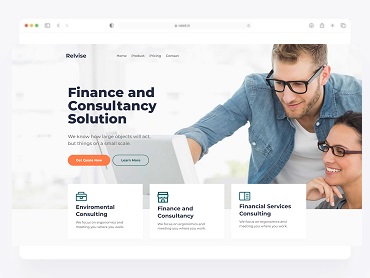 Relvise
Home Product Pricing Contact
Finance and
Consultancy
Solution
We know how large objects will act,
but things on a small scale.
Get Quote Now Learn More
Enviromental
Consulting
We focus on ergonomics and
meeting you where you work.
Finance and
Consultancy
We focus on ergonomics and
meeting you where you work.
Financial Services
Consulting
We focus on ergonomics and
meeting you where you work.